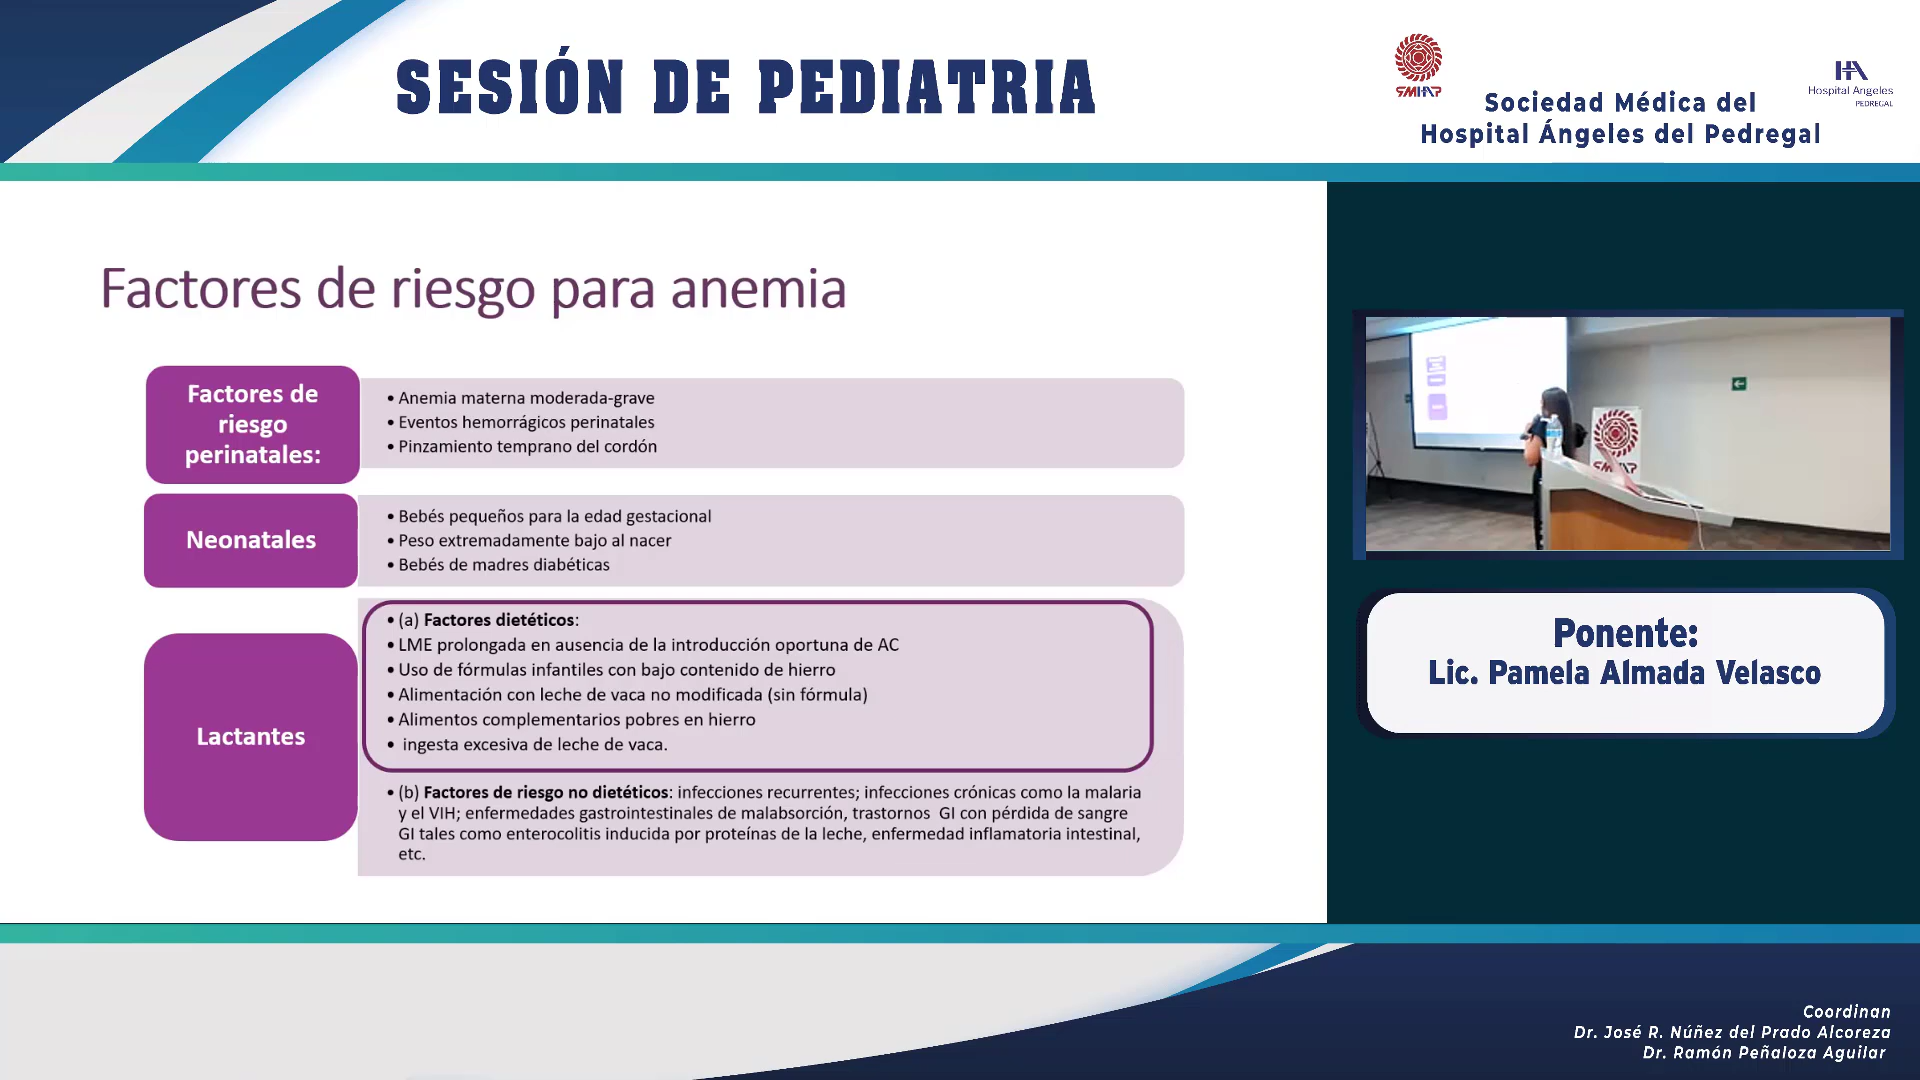 SESIÓN DE PEDIATRIA
SMHAP
Sociedad Médica del
Hospital Ángeles del Pedregal
HA
Hospital Angeles
PEDREGAL
Factores de riesgo para anemia
Factores de
riesgo
perinatales:
• Anemia materna moderada-grave
• Eventos hemorrágicos perinatales
• Pinzamiento temprano del cordón
Neonatales
• Bebés pequeños para la edad gestacional
• Peso extremadamente bajo al nacer
• Bebés de madres diabéticas
Lactantes
• (a) Factores dietéticos:
• LME prolongada en ausencia de la introducción oportuna de AC
• Uso de fórmulas infantiles con bajo contenido de hierro
• Alimentación con leche de vaca no modificada (sin fórmula)
• Alimentos complementarios pobres en hierro
• ingesta excesiva de leche de vaca.
• (b) Factores de riesgo no dietéticos: infecciones recurrentes; infecciones crónicas como la malaria
y el VIH; enfermedades gastrointestinales de malabsorción, trastornos GI con pérdida de sangre
GI tales como enterocolitis inducida por proteínas de la leche, enfermedad inflamatoria intestinal,
etc.
SMHAP
Ponente:
Lic. Pamela Almada Velasco
Coordinan
Dr. José R. Núñez del Prado Alcoreza
Dr. Ramón Peñaloza Aguilar